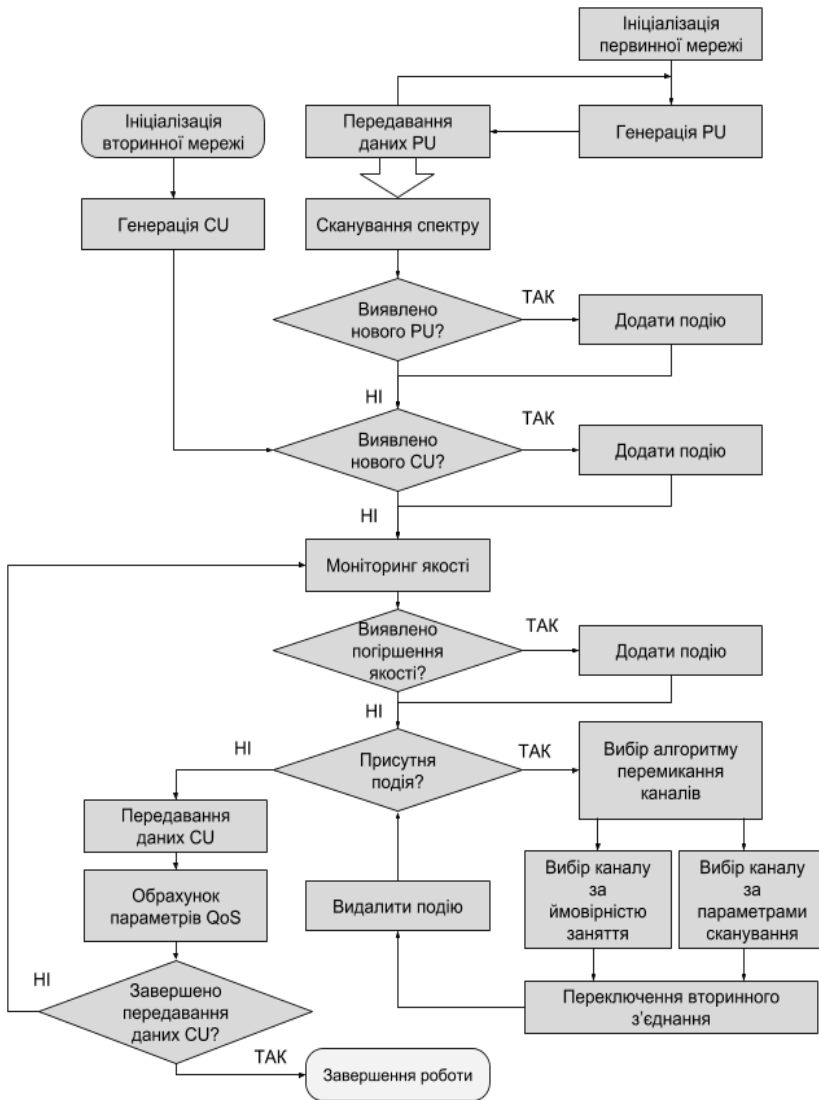 Ініціалізація
первинної мережі
Ініціалізація
вторинної мережі
Передавання
даних PU
Генерація PU
Генерація CU
Сканування спектру
Виявлено
нового PU?
ТАК
Додати подію
НІ
Виявлено
нового CU?
ТАК
Додати подію
НІ
Моніторинг якості
Виявлено
погіршення
якості?
ТАК
Додати подію
НІ
Присутня
подія?
НІ
ТАК
Вибір алгоритму
перемикання
каналів
Передавання
даних CU
Обрахунок
параметрів QoS
Видалити подію
Вибір каналу
за
ймовірністю
заняття
Вибір каналу
за
параметрами
сканування
Переключення вторинного
з’єднання
Завершено
передавання
даних CU?
НІ
ТАК
Завершення роботи